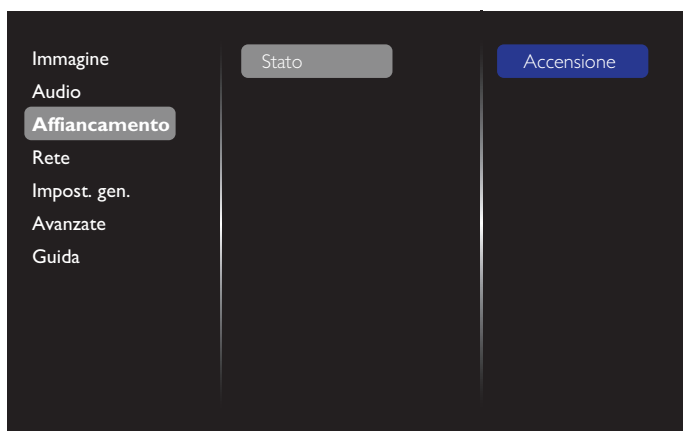 Immagine
Audio
Affiancamento
Rete
Impost. gen.
Avanzate
Guida
Stato
Accensione